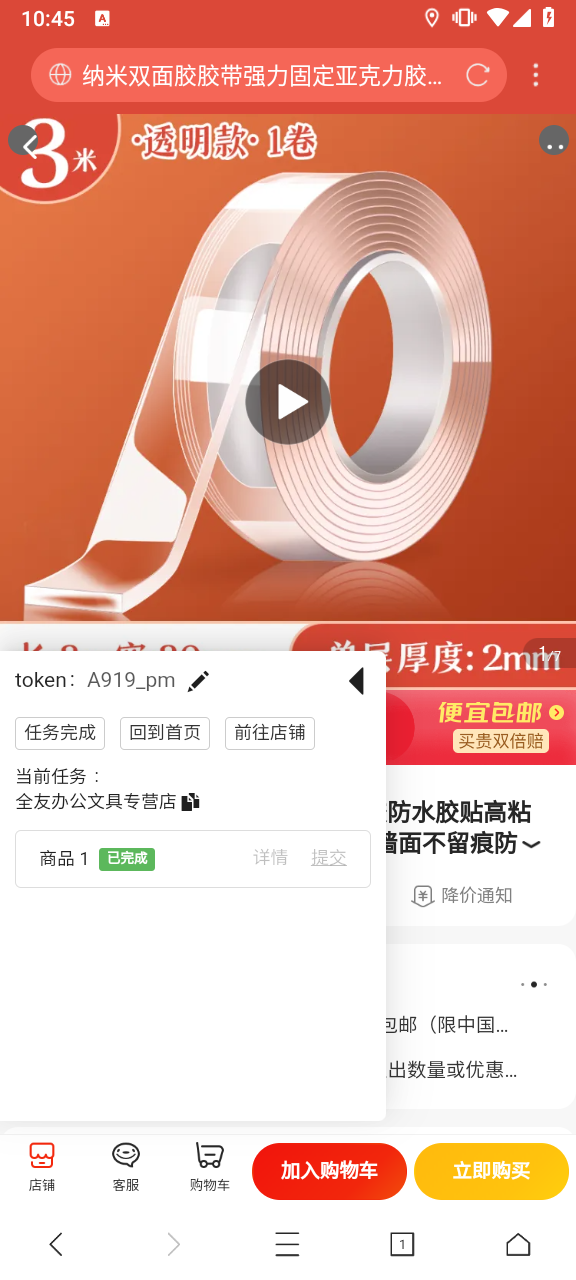 10:45
纳米双面胶胶带强力固定亚克力胶...
3米
·透明款·1卷
单层厚度:2mm
1/7
token: A919_pm
便宜包邮
买贵双倍赔
任务完成 回到首页 前往店铺
当前任务：
全友办公文具专营店
防水胶贴高粘
墙面不留痕防
商品 1 已完成 详情 提交
降价通知
包邮（限中国...
出数量或优惠...
店铺 客服 购物车 加入购物车 立即购买
1